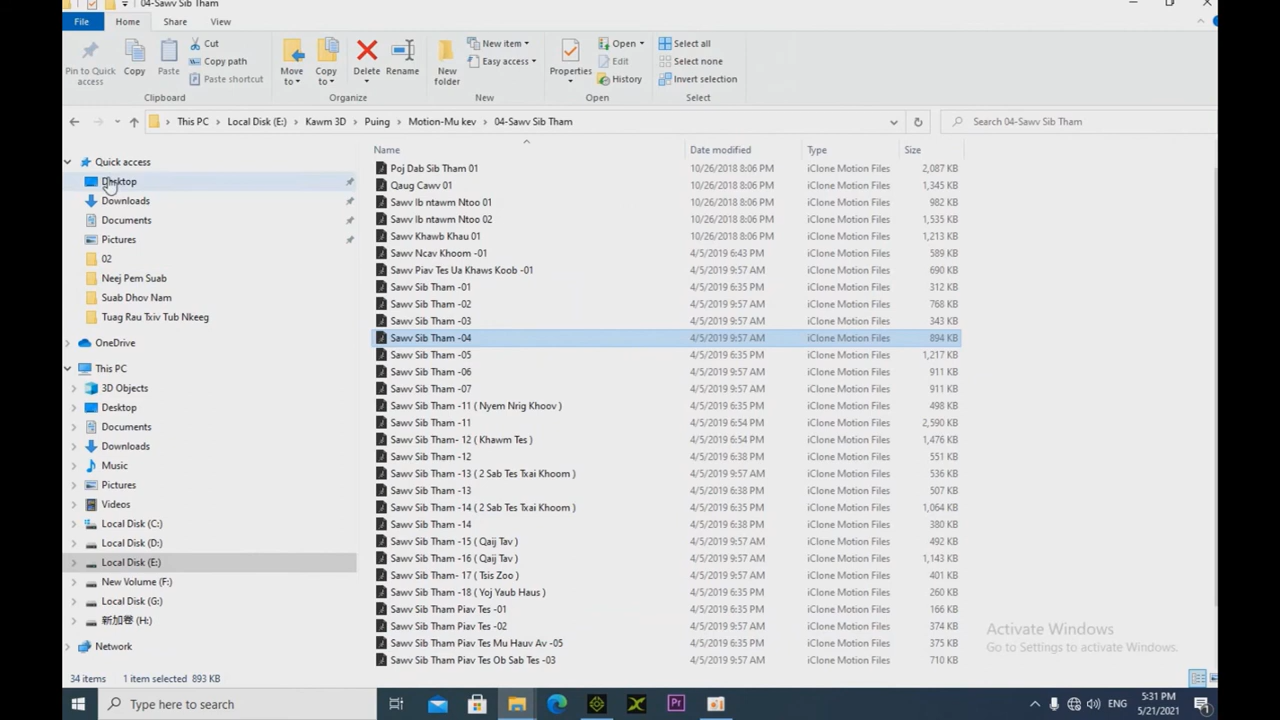 04-Sawv Sib Tham
File Home Share View
Pin to Quick access
Copy
Paste
Cut
Copy path
Paste shortcut
Move to
Copy to
Delete
Rename
New folder
New item
Easy access
Properties
Open
Edit
History
Select all
Select none
Invert selection
Clipboard Organize New Open Select
This PC > Local Disk (E:) > Kawm 3D > Puing > Motion-Mu kev > 04-Sawv Sib Tham
Search 04-Sawv Sib Tham
Quick access
Desktop
Downloads
Documents
Pictures
02
Neej Pem Suab
Suab Dhov Nam
Tuag Rau Txiv Tub Nkeeg
OneDrive
This PC
3D Objects
Desktop
Documents
Downloads
Music
Pictures
Videos
Local Disk (C:)
Local Disk (D:)
Local Disk (E:)
New Volume (F:)
Local Disk (G:)
新加卷 (H:)
Network
Name Date modified Type Size
Poj Dab Sib Tham 01 10/26/2018 8:06 PM iClone Motion Files 2,087 KB
Qaug Cawv 01 10/26/2018 8:06 PM iClone Motion Files 1,345 KB
Sawv Ib ntawm Ntoo 01 10/26/2018 8:06 PM iClone Motion Files 982 KB
Sawv Ib ntawm Ntoo 02 10/26/2018 8:06 PM iClone Motion Files 1,535 KB
Sawv Khawb Khau 01 10/26/2018 8:06 PM iClone Motion Files 1,213 KB
Sawv Ncav Khoom -01 4/5/2019 6:43 PM iClone Motion Files 589 KB
Sawv Piav Tes Ua Khaws Koob -01 4/5/2019 9:57 AM iClone Motion Files 690 KB
Sawv Sib Tham -01 4/5/2019 6:35 PM iClone Motion Files 312 KB
Sawv Sib Tham -02 4/5/2019 9:57 AM iClone Motion Files 768 KB
Sawv Sib Tham -03 4/5/2019 9:57 AM iClone Motion Files 343 KB
Sawv Sib Tham -04 4/5/2019 9:57 AM iClone Motion Files 894 KB
Sawv Sib Tham -05 4/5/2019 6:35 PM iClone Motion Files 1,217 KB
Sawv Sib Tham -06 4/5/2019 9:57 AM iClone Motion Files 911 KB
Sawv Sib Tham -07 4/5/2019 9:57 AM iClone Motion Files 911 KB
Sawv Sib Tham -11 ( Nyem Nrig Khoov ) 4/5/2019 6:35 PM iClone Motion Files 498 KB
Sawv Sib Tham -11 4/5/2019 6:54 PM iClone Motion Files 2,590 KB
Sawv Sib Tham- 12 ( Khawm Tes ) 4/5/2019 6:54 PM iClone Motion Files 1,476 KB
Sawv Sib Tham -12 4/5/2019 6:38 PM iClone Motion Files 551 KB
Sawv Sib Tham -13 ( 2 Sab Tes Txai Khoom ) 4/5/2019 9:57 AM iClone Motion Files 536 KB
Sawv Sib Tham -13 4/5/2019 6:38 PM iClone Motion Files 507 KB
Sawv Sib Tham -14 ( 2 Sab Tes Txai Khoom ) 4/5/2019 9:57 AM iClone Motion Files 1,064 KB
Sawv Sib Tham -14 4/5/2019 6:38 PM iClone Motion Files 380 KB
Sawv Sib Tham -15 ( Qaij Tav ) 4/5/2019 9:57 AM iClone Motion Files 492 KB
Sawv Sib Tham -16 ( Qaij Tav ) 4/5/2019 9:57 AM iClone Motion Files 1,143 KB
Sawv Sib Tham- 17 ( Tsis Zoo ) 4/5/2019 9:57 AM iClone Motion Files 401 KB
Sawv Sib Tham -18 ( Yoj Yaub Haus ) 4/5/2019 9:57 AM iClone Motion Files 260 KB
Sawv Sib Tham Piav Tes -01 4/5/2019 9:57 AM iClone Motion Files 166 KB
Sawv Sib Tham Piav Tes -02 4/5/2019 9:57 AM iClone Motion Files 374 KB
Sawv Sib Tham Piav Tes Mu Hauv Av -05 4/5/2019 9:57 AM iClone Motion Files 375 KB
Sawv Sib Tham Piav Tes Ob Sab Tes -03 4/5/2019 9:57 AM iClone Motion Files 710 KB
Activate Windows
Go to Settings to activate Windows.
34 items 1 item selected 893 KB
Type here to search
Pr
ENG
5:31 PM
5/21/2021
1